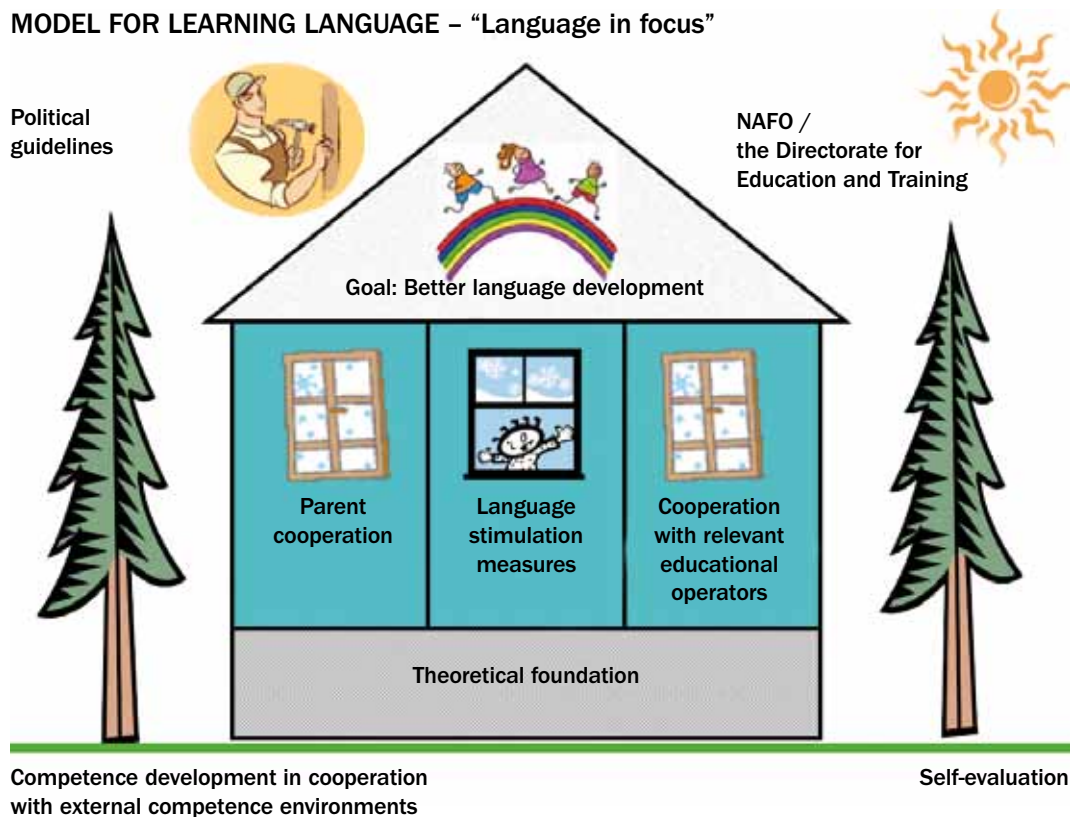 MODEL FOR LEARNING LANGUAGE – “Language in focus”
Political
guidelines
NAFO /
the Directorate for
Education and Training
Goal: Better language development
Parent
cooperation
Language
stimulation
measures
Cooperation
with relevant
educational
operators
Theoretical foundation
Competence development in cooperation
with external competence environments
Self-evaluation